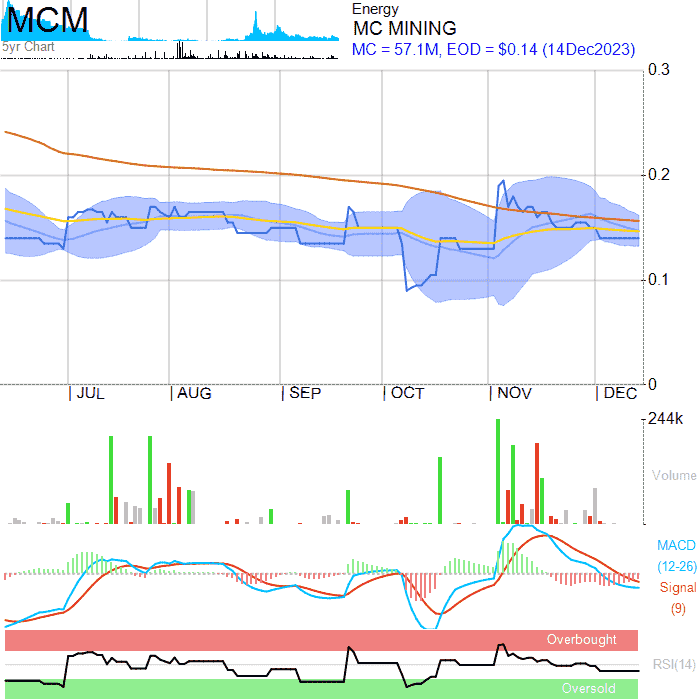 MCM
5yr Chart
Energy
MC MINING
MC = 57.1M, EOD = $0.14 (14Dec2023)
0.3
0.2
0.1
0
| JUL | AUG | SEP | OCT | NOV | DEC
244k
Volume
MACD
(12-26)
Signal
(9)
Overbought
RSI(14)
Oversold